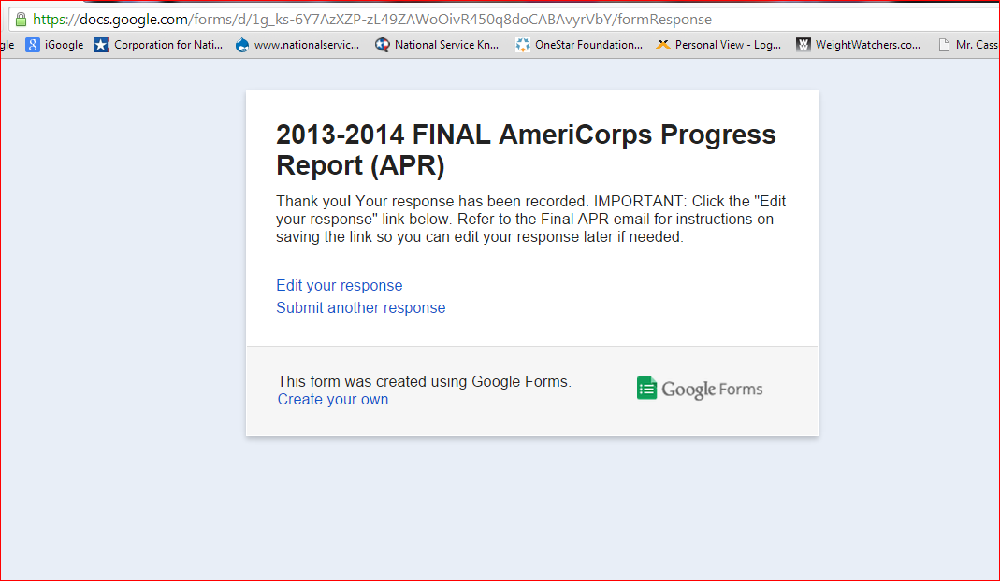 https://docs.google.com/forms/d/1g_ks-6Y7AzXZP-zL49ZAWoOivR450q8doCABAvyrVbY/formResponse
gle iGoogle Corporation for Nati... www.nationalservic... National Service Kn... OneStar Foundation... Personal View - Log... WeightWatchers.co... Mr. Cass
2013-2014 FINAL AmeriCorps Progress
Report (APR)
Thank you! Your response has been recorded. IMPORTANT: Click the "Edit
your response" link below. Refer to the Final APR email for instructions on
saving the link so you can edit your response later if needed.
Edit your response
Submit another response
This form was created using Google Forms.
Create your own
Google Forms